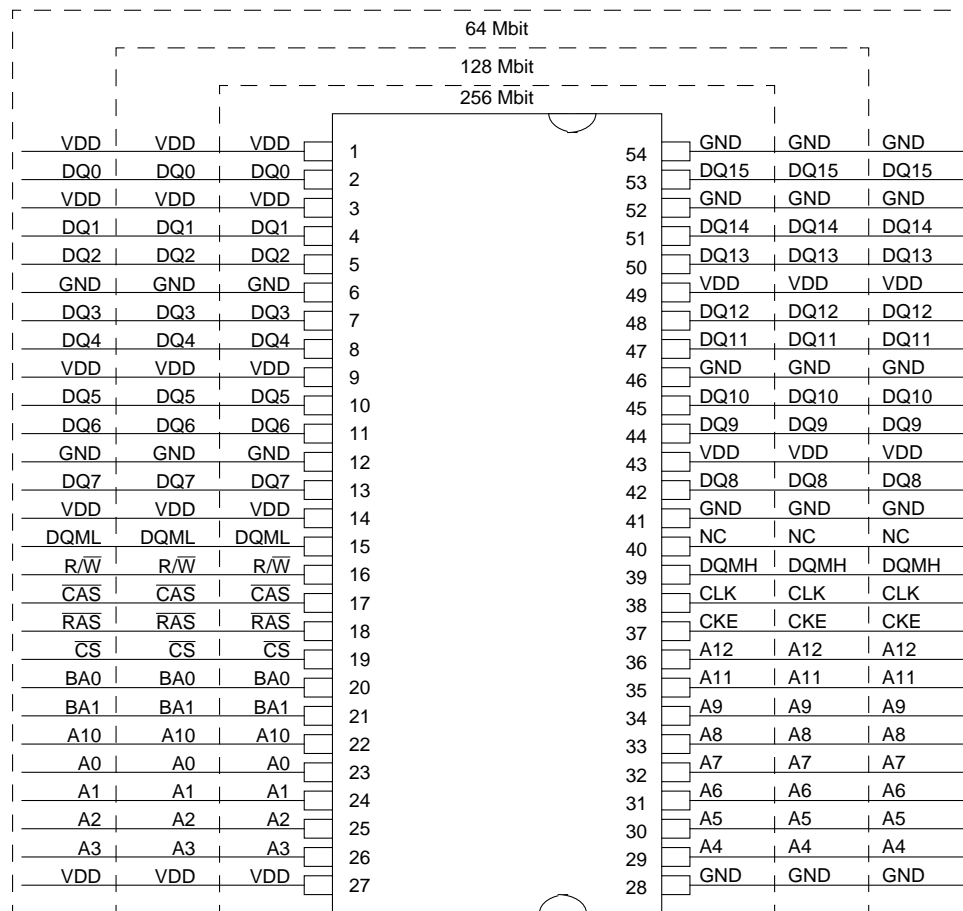 64 Mbit
128 Mbit
256 Mbit
VDD VDD VDD 1 54 GND GND GND
DQ0 DQ0 DQ0 2 53 DQ15 DQ15 DQ15
VDD VDD VDD 3 52 GND GND GND
DQ1 DQ1 DQ1 4 51 DQ14 DQ14 DQ14
DQ2 DQ2 DQ2 5 50 DQ13 DQ13 DQ13
GND GND GND 6 49 VDD VDD VDD
DQ3 DQ3 DQ3 7 48 DQ12 DQ12 DQ12
DQ4 DQ4 DQ4 8 47 DQ11 DQ11 DQ11
VDD VDD VDD 9 46 GND GND GND
DQ5 DQ5 DQ5 10 45 DQ10 DQ10 DQ10
DQ6 DQ6 DQ6 11 44 DQ9 DQ9 DQ9
GND GND GND 12 43 VDD VDD VDD
DQ7 DQ7 DQ7 13 42 DQ8 DQ8 DQ8
VDD VDD VDD 14 41 GND GND GND
DQML DQML DQML 15 40 NC NC NC
R/W̅ R/W̅ R/W̅ 16 39 DQMH DQMH DQMH
C̅A̅S̅ C̅A̅S̅ C̅A̅S̅ 17 38 CLK CLK CLK
R̅A̅S̅ R̅A̅S̅ R̅A̅S̅ 18 37 CKE CKE CKE
C̅S̅ C̅S̅ C̅S̅ 19 36 A12 A12 A12
BA0 BA0 BA0 20 35 A11 A11 A11
BA1 BA1 BA1 21 34 A9 A9 A9
A10 A10 A10 22 33 A8 A8 A8
A0 A0 A0 23 32 A7 A7 A7
A1 A1 A1 24 31 A6 A6 A6
A2 A2 A2 25 30 A5 A5 A5
A3 A3 A3 26 29 A4 A4 A4
VDD VDD VDD 27 28 GND GND GND